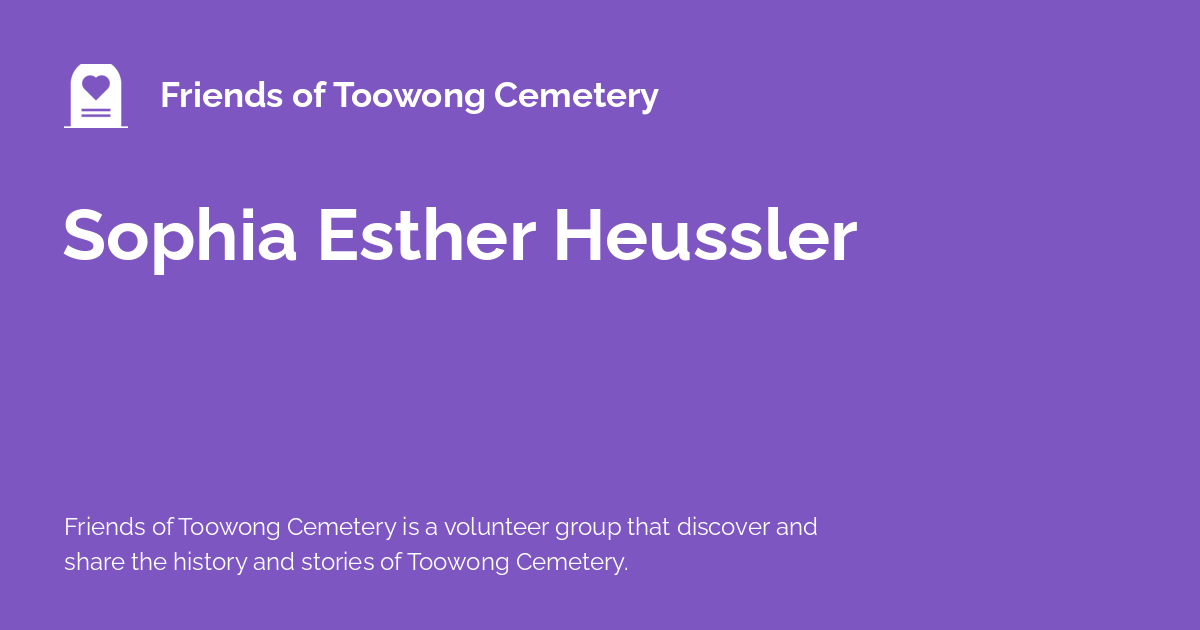 Friends of Toowong Cemetery
Sophia Esther Heussler
Friends of Toowong Cemetery is a volunteer group that discover and
share the history and stories of Toowong Cemetery.